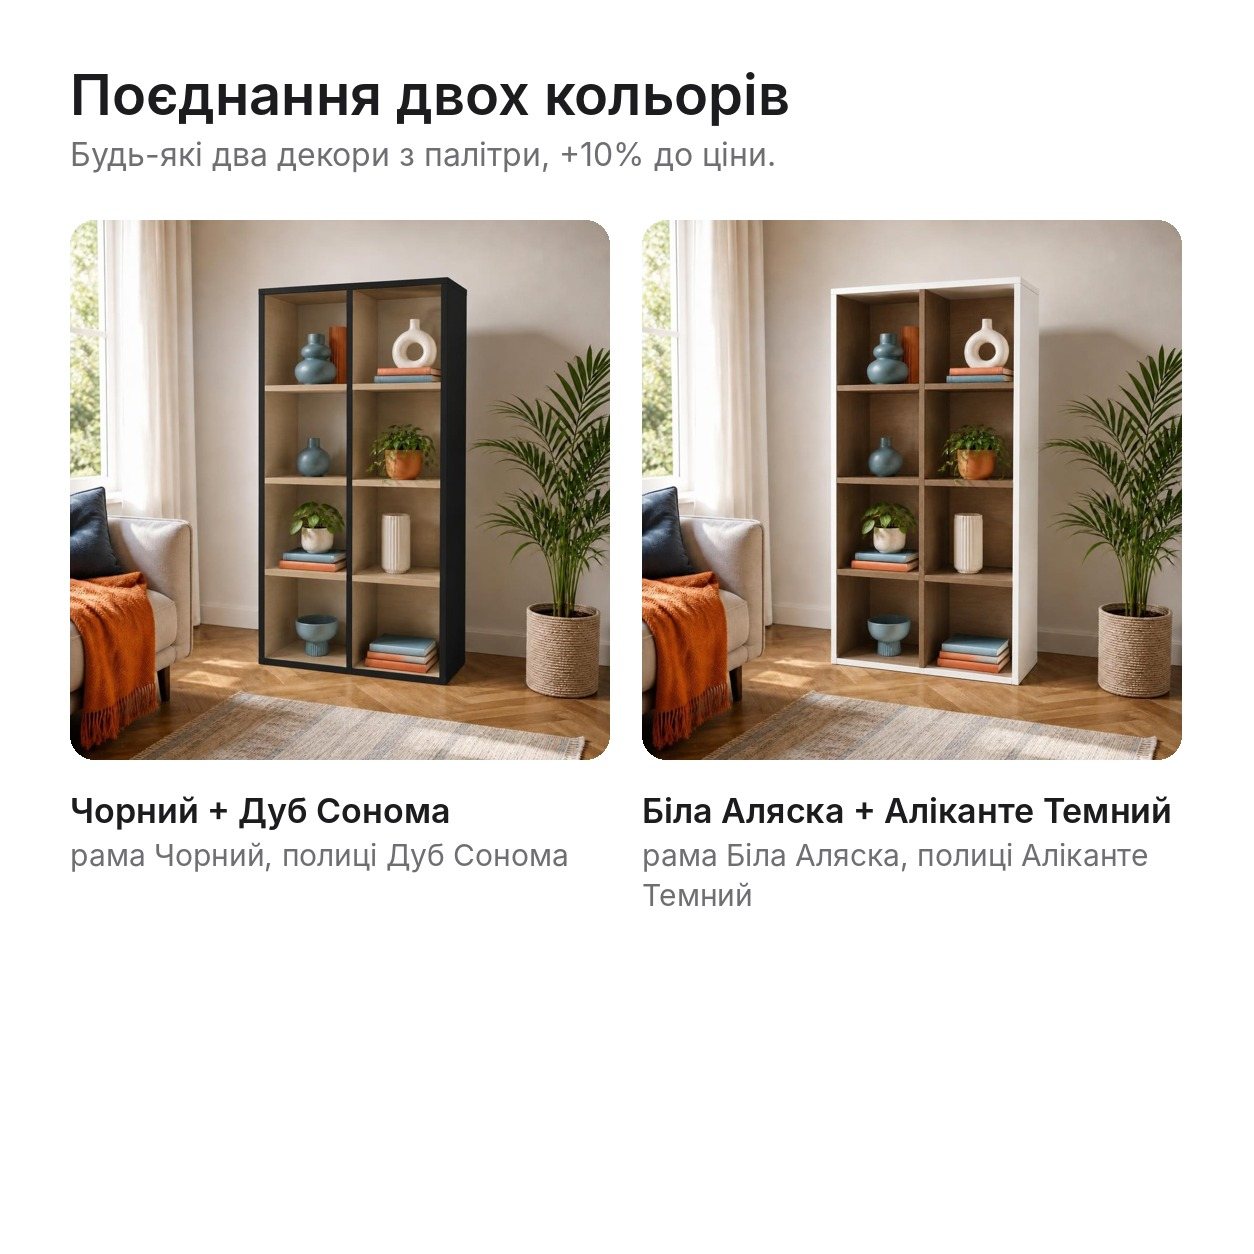 Поєднання двох кольорів
Будь-які два декори з палітри, +10% до ціни.
Чорний + Дуб Сонома
рама Чорний, полиці Дуб Сонома
Біла Аляска + Аліканте Темний
рама Біла Аляска, полиці Аліканте
Темний